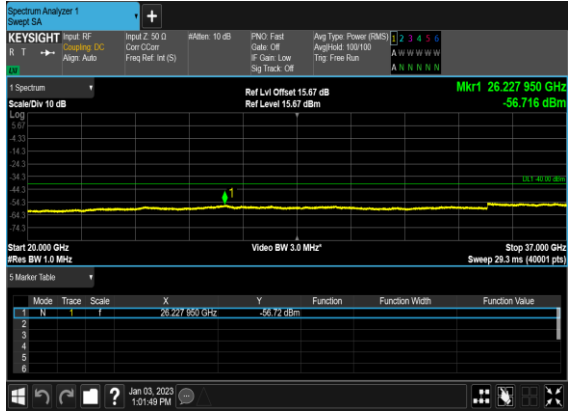 Spectrum Analyzer 1
Swept SA
+
KEYSIGHT Input: RF Input Z: 50 Ω #Atten: 10 dB PNO: Fast Avg Type: Power (RMS) 1 2 3 4 5 6
R T Coupling: DC Corr CCorr Gate: Off Avg|Hold: 100/100 A W W W W W
Align: Auto Freq Ref: Int (S) IF Gain: Low Trig: Free Run
LXI Sig Track: Off A N N N N N
1 Spectrum Ref Lvl Offset 15.67 dB Mkr1 26.227 950 GHz
Scale/Div 10 dB Ref Level 15.67 dBm -56.716 dBm
Log
5.67
-4.33
-14.3
-24.3
DL1 -40.00 dBm
-34.3
-44.3
1
-54.3
-64.3
-74.3
Start 20.000 GHz Video BW 3.0 MHz* Stop 37.000 GHz
#Res BW 1.0 MHz Sweep 29.3 ms (40001 pts)
5 Marker Table
Mode Trace Scale X Y Function Function Width Function Value
1 N 1 f 26.227 950 GHz -56.72 dBm
2
3
4
5
6
? Jan 03, 2023
1:01:49 PM